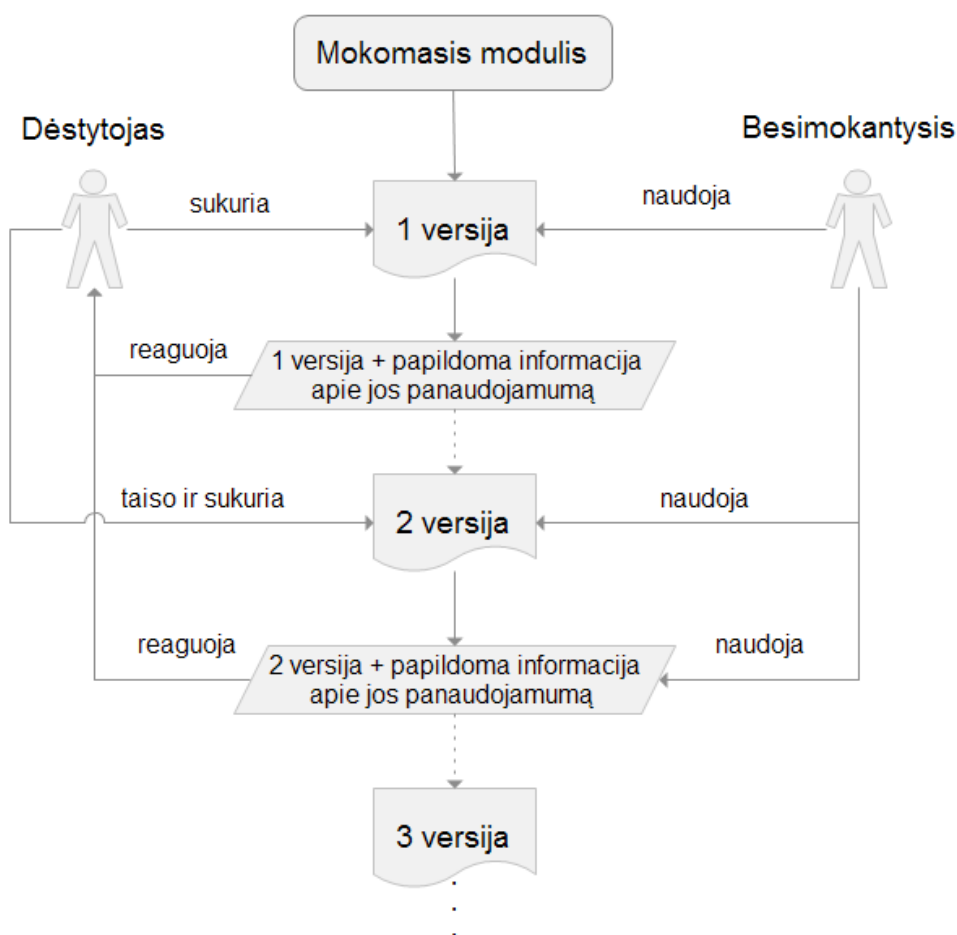 Mokomasis modulis
Dėstytojas
Besimokantysis
sukuria
naudoja
1 versija
reaguoja
1 versija + papildoma informacija
apie jos panaudojamumą
taiso ir sukuria
naudoja
2 versija
reaguoja
naudoja
2 versija + papildoma informacija
apie jos panaudojamumą
3 versija
.
.
.